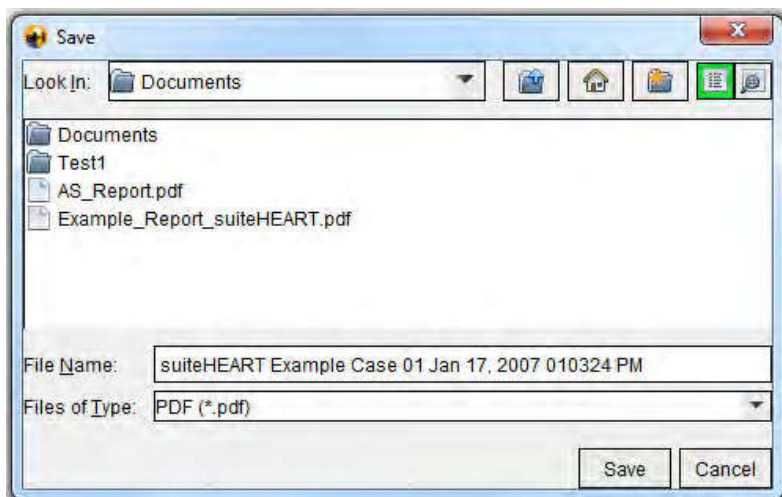 Save
Look In: Documents
Documents
Test1
AS_Report.pdf
Example_Report_suiteHEART.pdf
File Name: suiteHEART Example Case 01 Jan 17, 2007 010324 PM
Files of Type: PDF (*.pdf)
Save Cancel